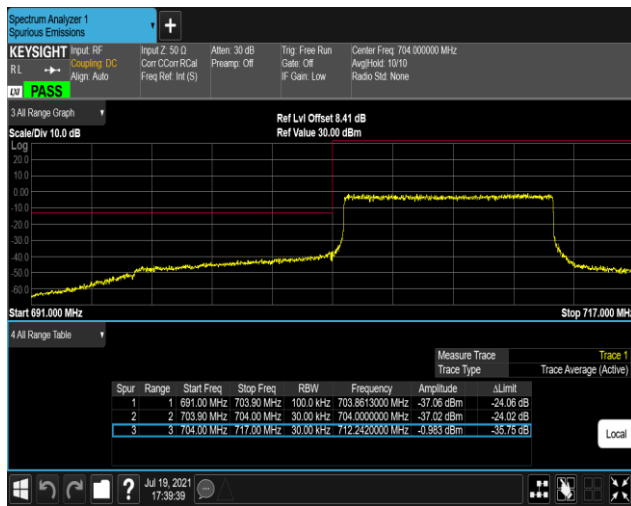 Spectrum Analyzer 1
Spurious Emissions
KEYSIGHT Input: RF Input Z: 50 Ω Atten: 30 dB Trig: Free Run Center Freq: 704.000000 MHz
Coupling: DC Corr CCorr RCal Preamp: Off Gate: Off Avg|Hold: 10/10
R L Align: Auto Freq Ref: Int (S) IF Gain: Low Radio Std: None
LXI PASS
3 All Range Graph
Ref Lvl Offset 8.41 dB
Scale/Div 10.0 dB Ref Value 30.00 dBm
Log
20.0
10.0
0.00
-10.0
-20.0
-30.0
-40.0
-50.0
-60.0
Start 691.000 MHz Stop 717.000 MHz
4 All Range Table
Measure Trace Trace 1
Trace Type Trace Average (Active)
Spur Range Start Freq Stop Freq RBW Frequency Amplitude ΔLimit
1 1 691.00 MHz 703.90 MHz 100.0 kHz 703.8613000 MHz -37.06 dBm -24.06 dB
2 2 703.90 MHz 704.00 MHz 30.00 kHz 704.0000000 MHz -37.02 dBm -24.02 dB
3 3 704.00 MHz 717.00 MHz 30.00 kHz 712.2420000 MHz -0.983 dBm -35.75 dB
Local
Jul 19, 2021
17:39:39